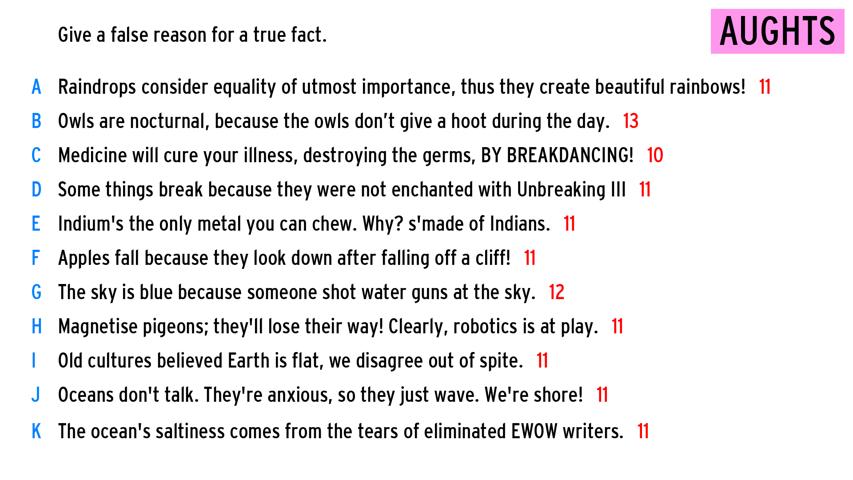 Give a false reason for a true fact.
AUGHTS
A Raindrops consider equality of utmost importance, thus they create beautiful rainbows! 11
B Owls are nocturnal, because the owls don't give a hoot during the day. 13
C Medicine will cure your illness, destroying the germs, BY BREAKDANCING! 10
D Some things break because they were not enchanted with Unbreaking III 11
E Indium's the only metal you can chew. Why? s'made of Indians. 11
F Apples fall because they look down after falling off a cliff! 11
G The sky is blue because someone shot water guns at the sky. 12
H Magnetise pigeons; they'll lose their way! Clearly, robotics is at play. 11
I Old cultures believed Earth is flat, we disagree out of spite. 11
J Oceans don't talk. They're anxious, so they just wave. We're shore! 11
K The ocean's saltiness comes from the tears of eliminated EWOW writers. 11